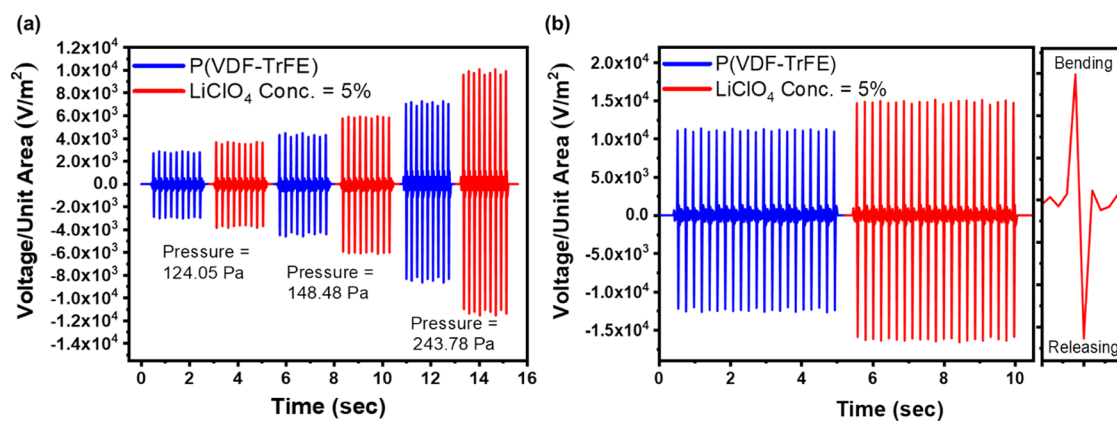 (a)
1.2x10⁴
1.0x10⁴
8.0x10³
6.0x10³
4.0x10³
2.0x10³
0.0
-2.0x10³
-4.0x10³
-6.0x10³
-8.0x10³
-1.0x10⁴
-1.2x10⁴
-1.4x10⁴
Voltage/Unit Area (V/m²)
P(VDF-TrFE)
LiClO₄ Conc. = 5%
Pressure =
124.05 Pa
Pressure =
148.48 Pa
Pressure =
243.78 Pa
0 2 4 6 8 10 12 14 16
Time (sec)
(b)
2.0x10⁴
1.5x10⁴
1.0x10⁴
5.0x10³
0.0
-5.0x10³
-1.0x10⁴
-1.5x10⁴
Voltage/Unit Area (V/m²)
P(VDF-TrFE)
LiClO₄ Conc. = 5%
0 2 4 6 8 10
Time (sec)
Bending
Releasing